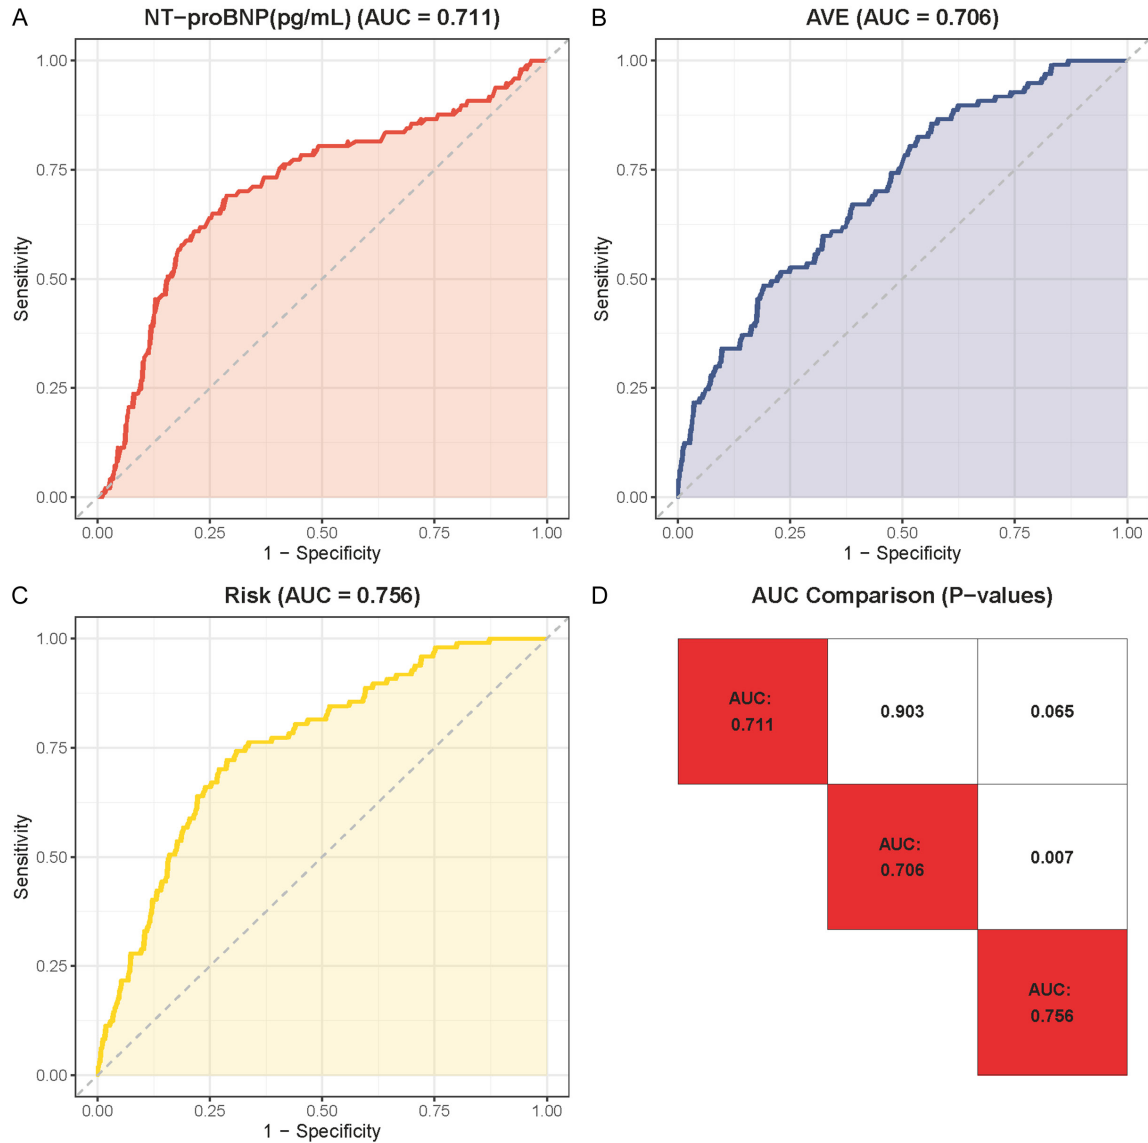 A
NT−proBNP(pg/mL) (AUC = 0.711)
1.00
0.75
0.50
0.25
0.00
Sensitivity
0.00 0.25 0.50 0.75 1.00
1 − Specificity
B
AVE (AUC = 0.706)
1.00
0.75
0.50
0.25
0.00
Sensitivity
0.00 0.25 0.50 0.75 1.00
1 − Specificity
C
Risk (AUC = 0.756)
1.00
0.75
0.50
0.25
0.00
Sensitivity
0.00 0.25 0.50 0.75 1.00
1 − Specificity
D
AUC Comparison (P−values)
AUC:
0.711
0.903
0.065
AUC:
0.706
0.007
AUC:
0.756